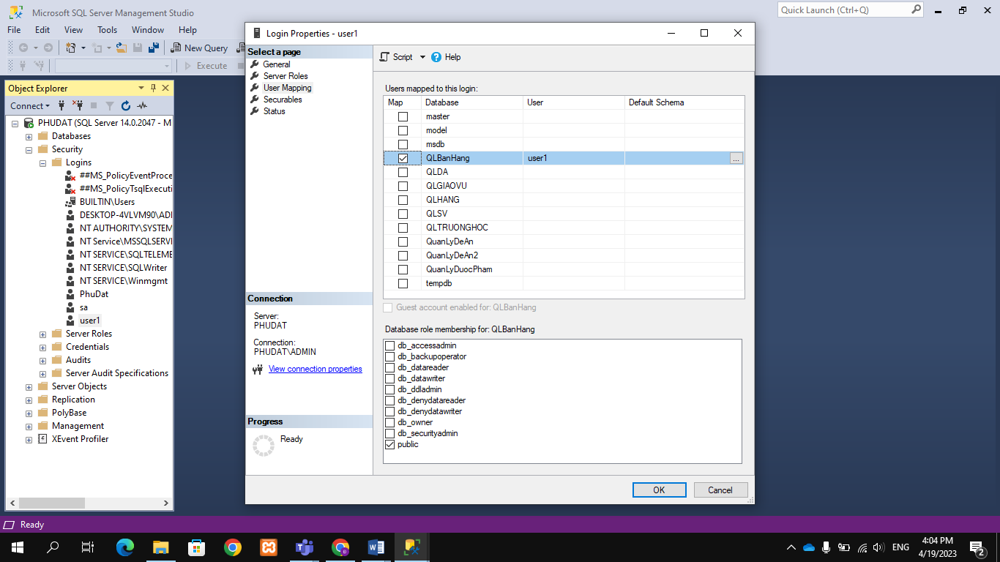 Microsoft SQL Server Management Studio
Quick Launch (Ctrl+Q)
File Edit View Tools Window Help
New Query
Execute
Object Explorer
Connect
PHUDAT (SQL Server 14.0.2047 - M
Databases
Security
Logins
##MS_PolicyEventProce
##MS_PolicyTsqlExecuti
BUILTIN\Users
DESKTOP-4VLVM90\ADI
NT AUTHORITY\SYSTEM
NT Service\MSSQLSERVI
NT SERVICE\SQLTELEME
NT SERVICE\SQLWriter
NT SERVICE\Winmgmt
PhuDat
sa
user1
Server Roles
Credentials
Audits
Server Audit Specifications
Server Objects
Replication
PolyBase
Management
XEvent Profiler
Login Properties - user1
Select a page
General
Server Roles
User Mapping
Securables
Status
Connection
Server:
PHUDAT
Connection:
PHUDAT\ADMIN
View connection properties
Progress
Ready
Script Help
Users mapped to this login:
Map Database User Default Schema
master
model
msdb
QLBanHang user1 ...
QLDA
QLGIAOVU
QLHANG
QLSV
QLTRUONGHOC
QuanLyDeAn
QuanLyDeAn2
QuanLyDuocPham
tempdb
Guest account enabled for: QLBanHang
Database role membership for: QLBanHang
db_accessadmin
db_backupoperator
db_datareader
db_datawriter
db_ddladmin
db_denydatareader
db_denydatawriter
db_owner
db_securityadmin
public
OK Cancel
Ready
ENG
4:04 PM
4/19/2023
2